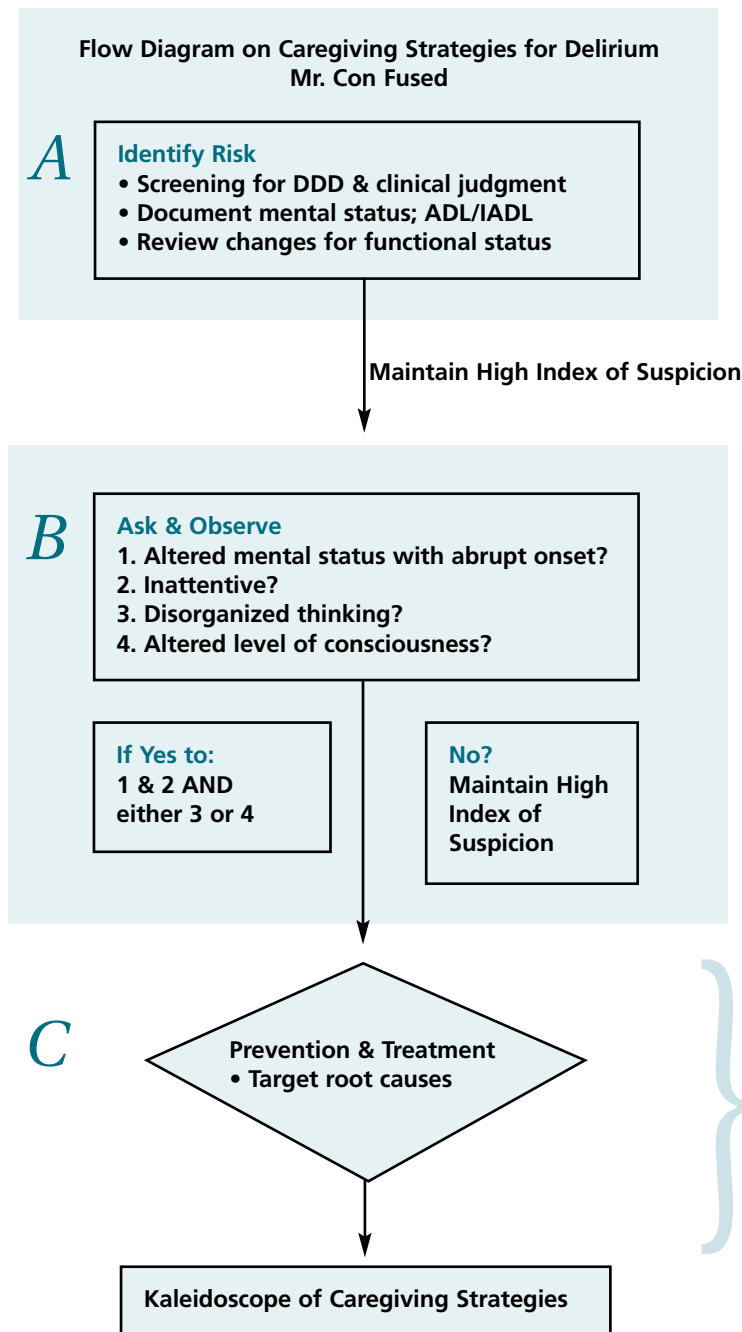 Flow Diagram on Caregiving Strategies for Delirium
Mr. Con Fused
A
Identify Risk
• Screening for DDD & clinical judgment
• Document mental status; ADL/IADL
• Review changes for functional status
Maintain High Index of Suspicion
B
Ask & Observe
1. Altered mental status with abrupt onset?
2. Inattentive?
3. Disorganized thinking?
4. Altered level of consciousness?
If Yes to:
1 & 2 AND
either 3 or 4
No?
Maintain High
Index of
Suspicion
C
Prevention & Treatment
• Target root causes
Kaleidoscope of Caregiving Strategies